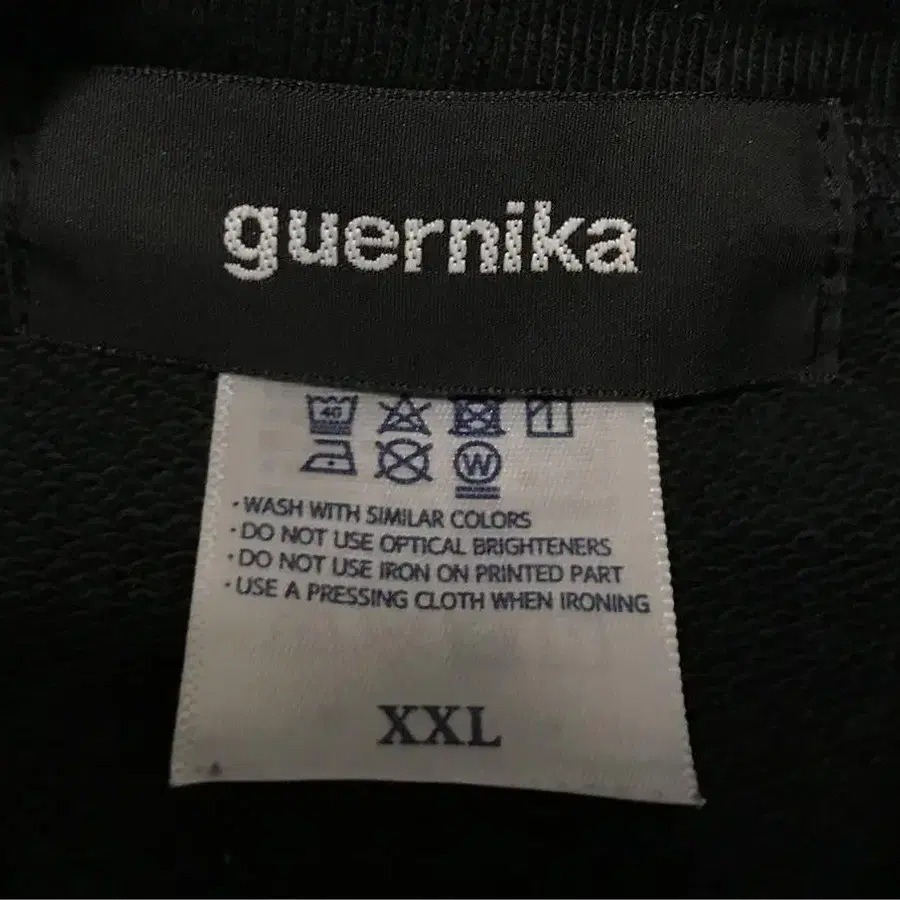 guernika
40
W
· WASH WITH SIMILAR COLORS
· DO NOT USE OPTICAL BRIGHTENERS
· DO NOT USE IRON ON PRINTED PART
· USE A PRESSING CLOTH WHEN IRONING
XXL